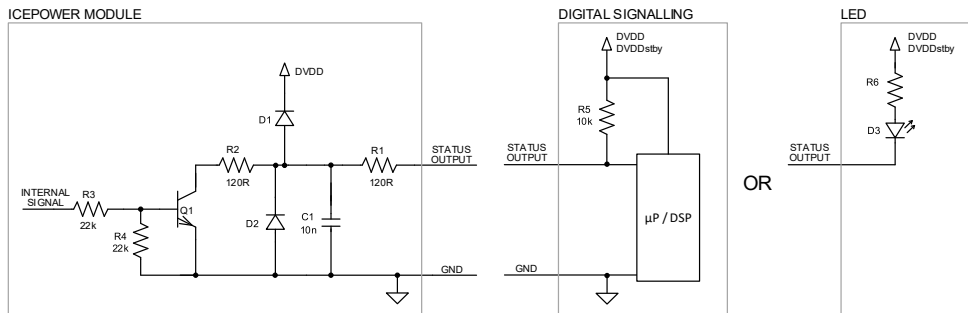 ICEPOWER MODULE
DVDD
D1
R2
120R
R1
120R
STATUS
OUTPUT
INTERNAL
SIGNAL
R3
22k
Q1
R4
22k
D2
C1
10n
GND
DIGITAL SIGNALLING
DVDD
DVDDstby
R5
10k
STATUS
OUTPUT
µP / DSP
GND
OR
LED
DVDD
DVDDstby
R6
D3
STATUS
OUTPUT